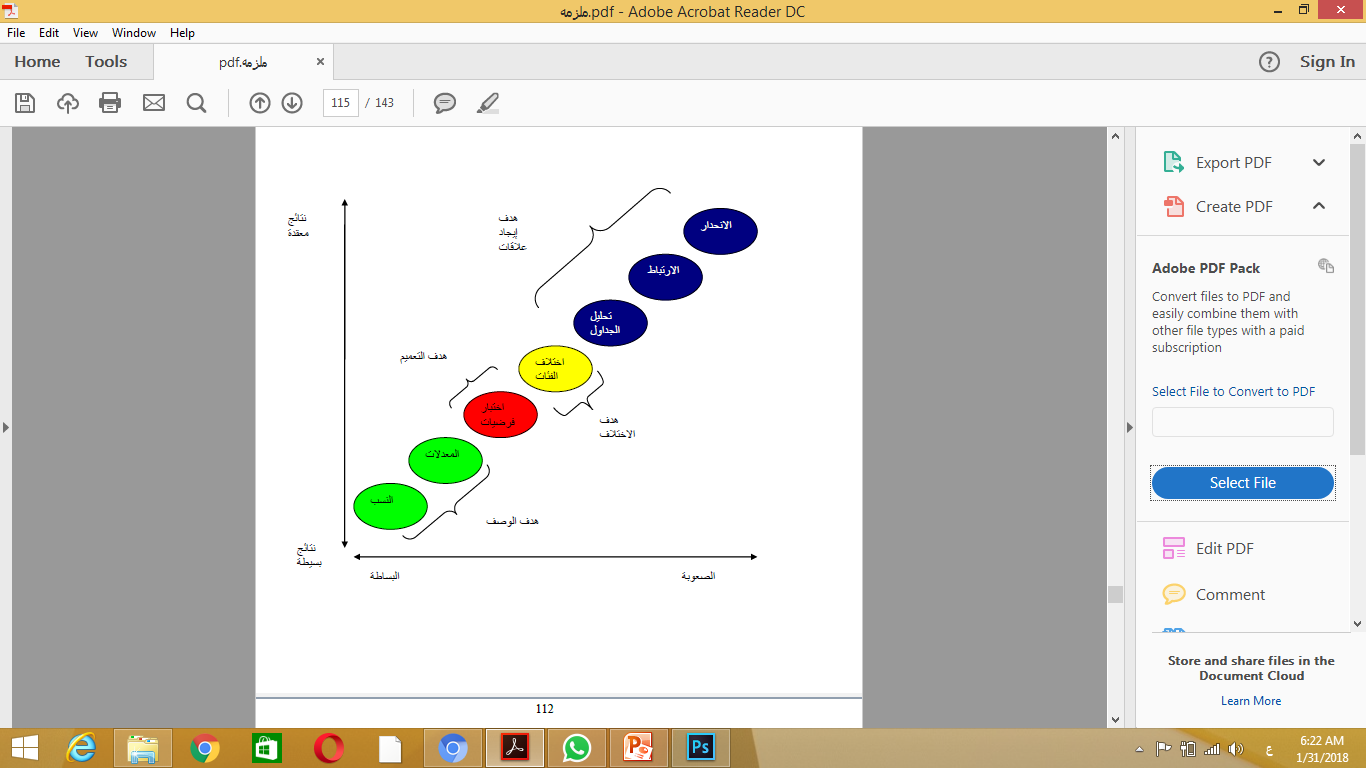 ملزمه.pdf - Adobe Acrobat Reader DC
File Edit View Window Help
Home Tools ملزمه.pdf Sign In
115 / 143
نتائج
معقدة
هدف
إيجاد
علاقات
الانحدار
الارتباط
تحليل
الجداول
هدف التعميم
اختلاف
الفئات
اختبار
فرضيات
هدف
الاختلاف
المعدلات
النسب
هدف الوصف
نتائج
بسيطة
البساطة
الصعوبة
112
Export PDF
Create PDF
Adobe PDF Pack
Convert files to PDF and
easily combine them with
other file types with a paid
subscription
Select File to Convert to PDF
Select File
Edit PDF
Comment
Store and share files in the
Document Cloud
Learn More
ع
6:22 AM
1/31/2018